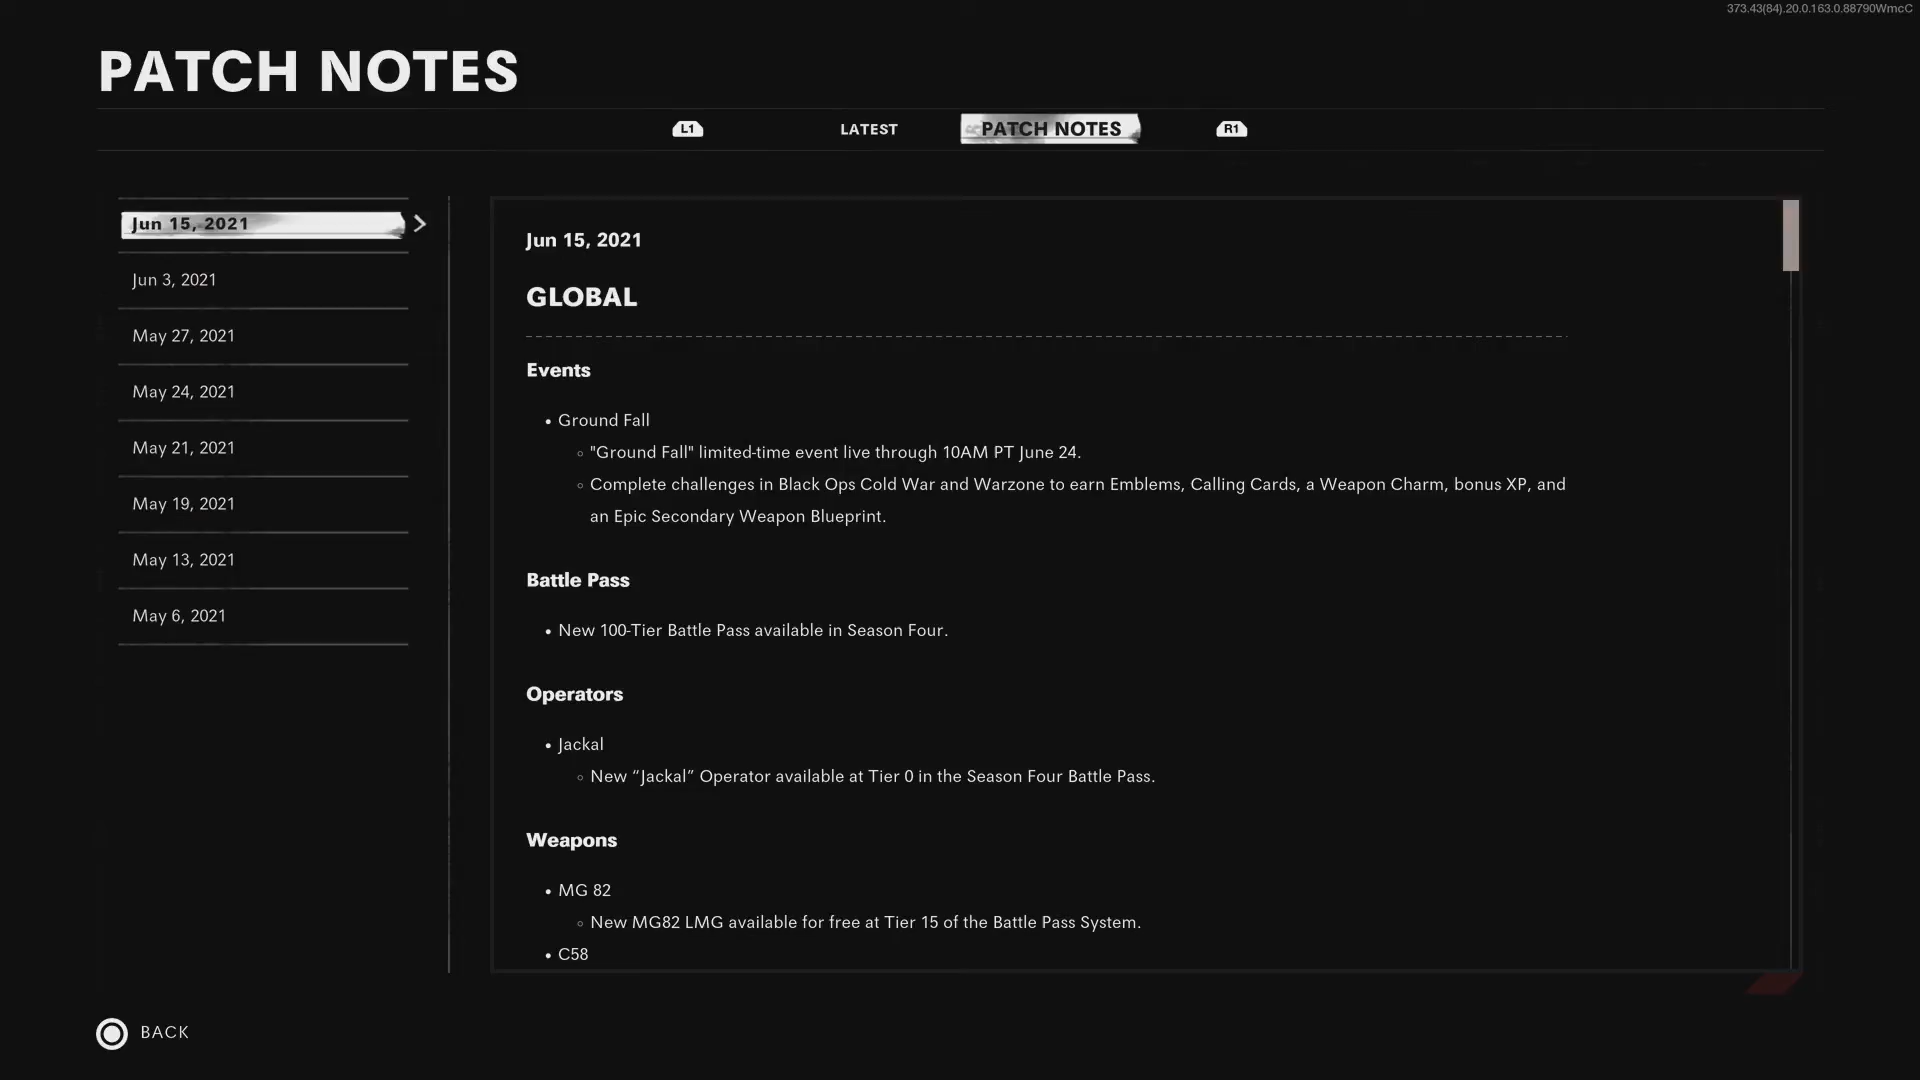 373.43(84).20.0.163.0.88790WmcC
PATCH NOTES
L1
LATEST
PATCH NOTES
R1
Jun 15, 2021
Jun 3, 2021
May 27, 2021
May 24, 2021
May 21, 2021
May 19, 2021
May 13, 2021
May 6, 2021
Jun 15, 2021
GLOBAL
Events
• Ground Fall
◦ "Ground Fall" limited-time event live through 10AM PT June 24.
◦ Complete challenges in Black Ops Cold War and Warzone to earn Emblems, Calling Cards, a Weapon Charm, bonus XP, and
an Epic Secondary Weapon Blueprint.
Battle Pass
• New 100-Tier Battle Pass available in Season Four.
Operators
• Jackal
◦ New “Jackal” Operator available at Tier 0 in the Season Four Battle Pass.
Weapons
• MG 82
◦ New MG82 LMG available for free at Tier 15 of the Battle Pass System.
• C58
BACK